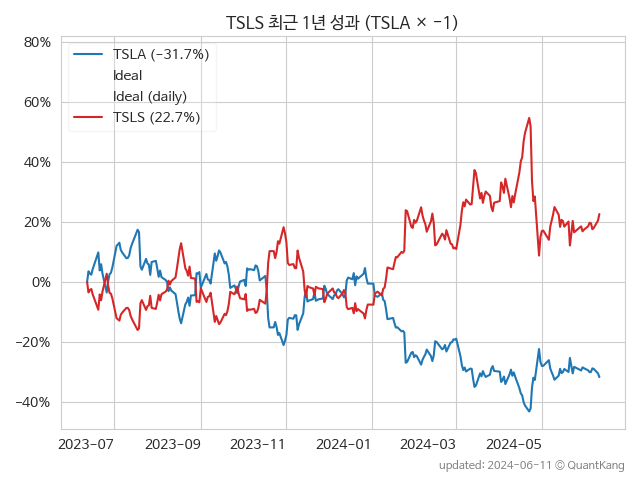 TSLS 최근 1년 성과 (TSLA × −1)
80%
60%
40%
20%
0%
−20%
−40%
TSLA (−31.7%)
Ideal
Ideal (daily)
TSLS (22.7%)
2023-07
2023-09
2023-11
2024-01
2024-03
2024-05
updated: 2024-06-11 © QuantKang